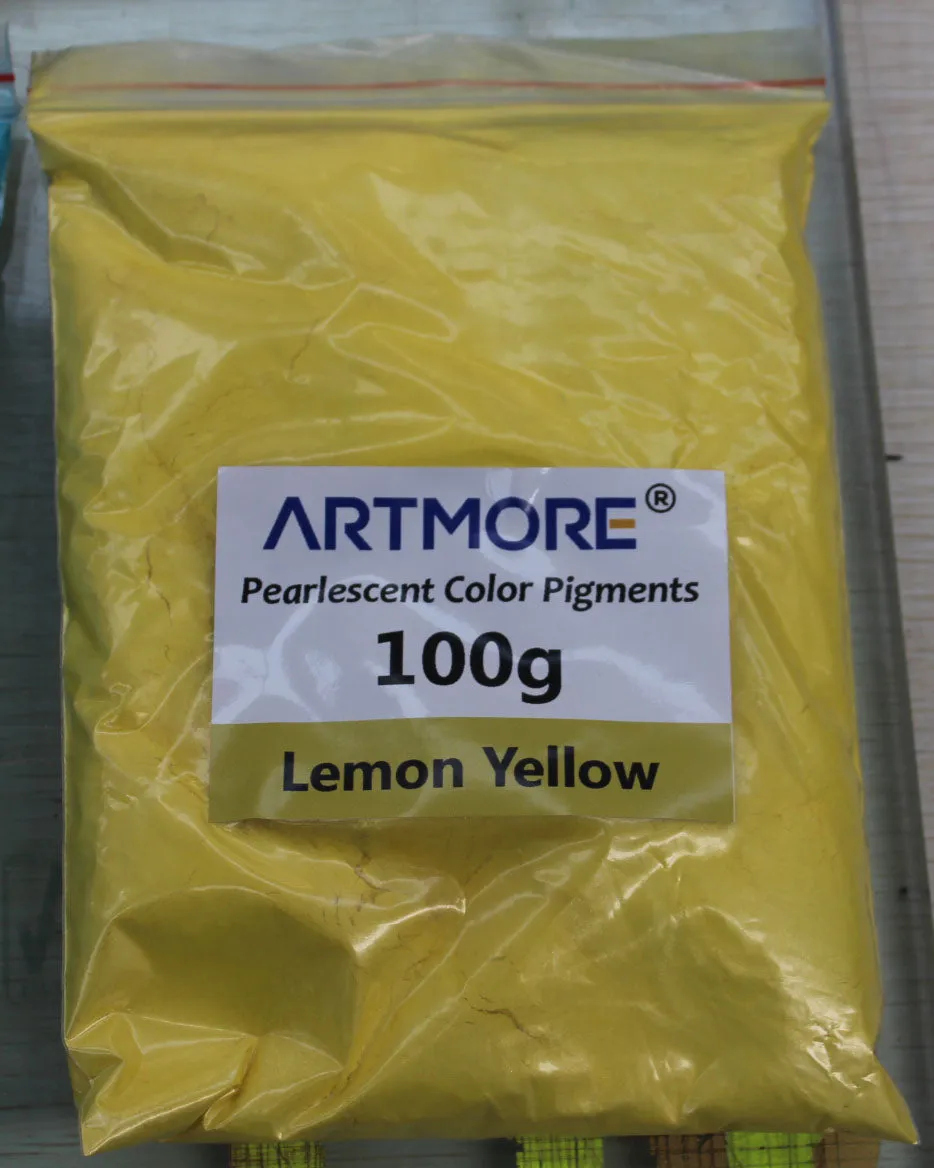 ARTMORE®
Pearlescent Color Pigments
100g
Lemon Yellow